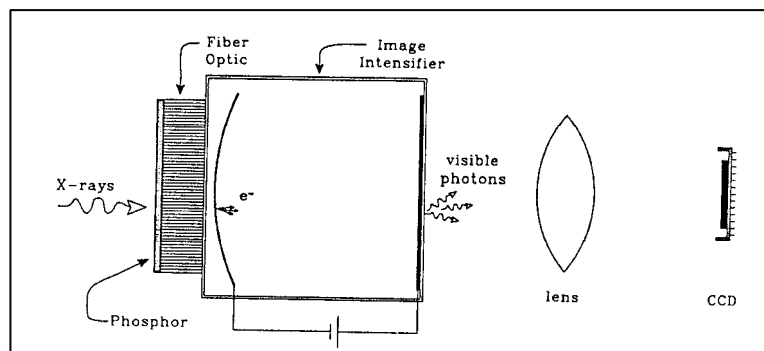 Fiber
Optic
Image
Intensifier
X-rays
e-
visible
photons
Phosphor
lens
CCD